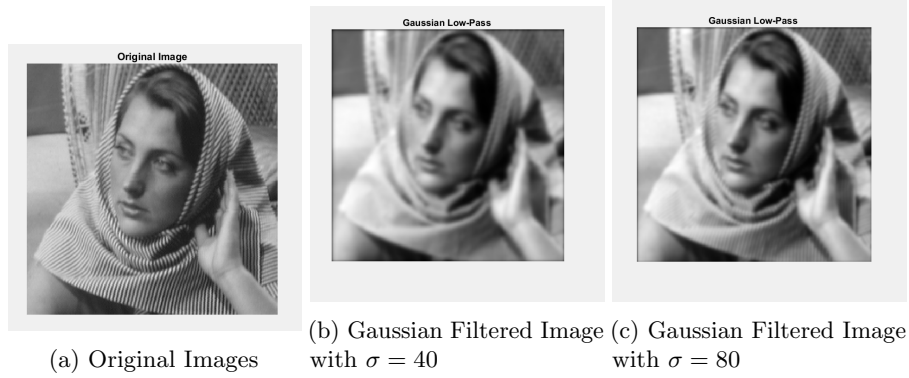 Original Image
Gaussian Low-Pass
Gaussian Low-Pass
(a) Original Images
(b) Gaussian Filtered Image
with σ = 40
(c) Gaussian Filtered Image
with σ = 80